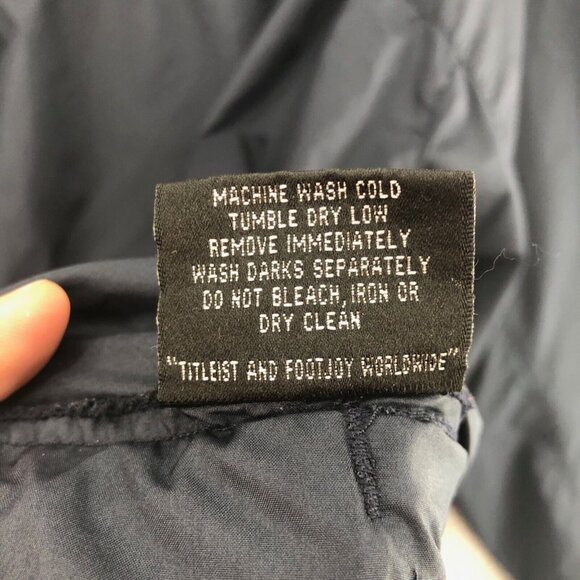 MACHINE WASH COLD
TUMBLE DRY LOW
REMOVE IMMEDIATELY
WASH DARKS SEPARATELY
DO NOT BLEACH, IRON OR
DRY CLEAN
"TITLEIST AND FOOTJOY WORLDWIDE"